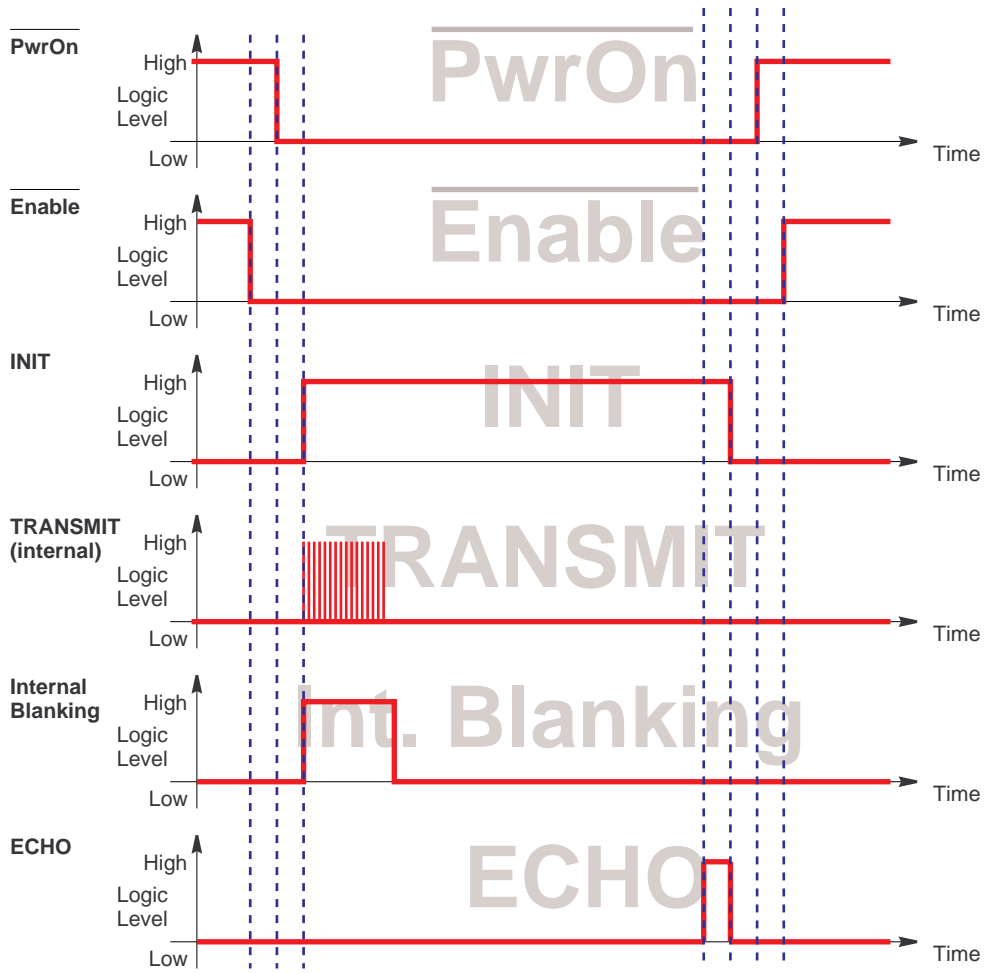 PwrOn
High
PwrOn
Logic
Level
Low
Time
Enable
High
Enable
Logic
Level
Low
Time
INIT
High
INIT
Logic
Level
Low
Time
TRANSMIT
(internal)
High
TRANSMIT
Logic
Level
Low
Time
Internal
Blanking
High
Int. Blanking
Logic
Level
Low
Time
ECHO
High
ECHO
Logic
Level
Low
Time